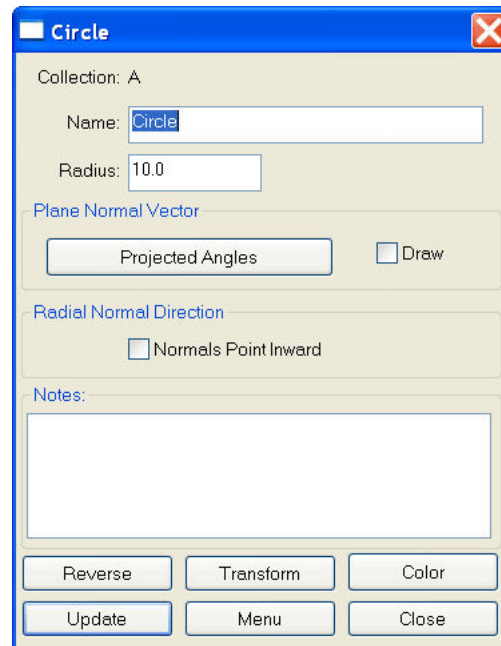 Circle
Collection: A
Name: Circle
Radius: 10.0
Plane Normal Vector
Projected Angles Draw
Radial Normal Direction
Normals Point Inward
Notes:
Reverse Transform Color
Update Menu Close